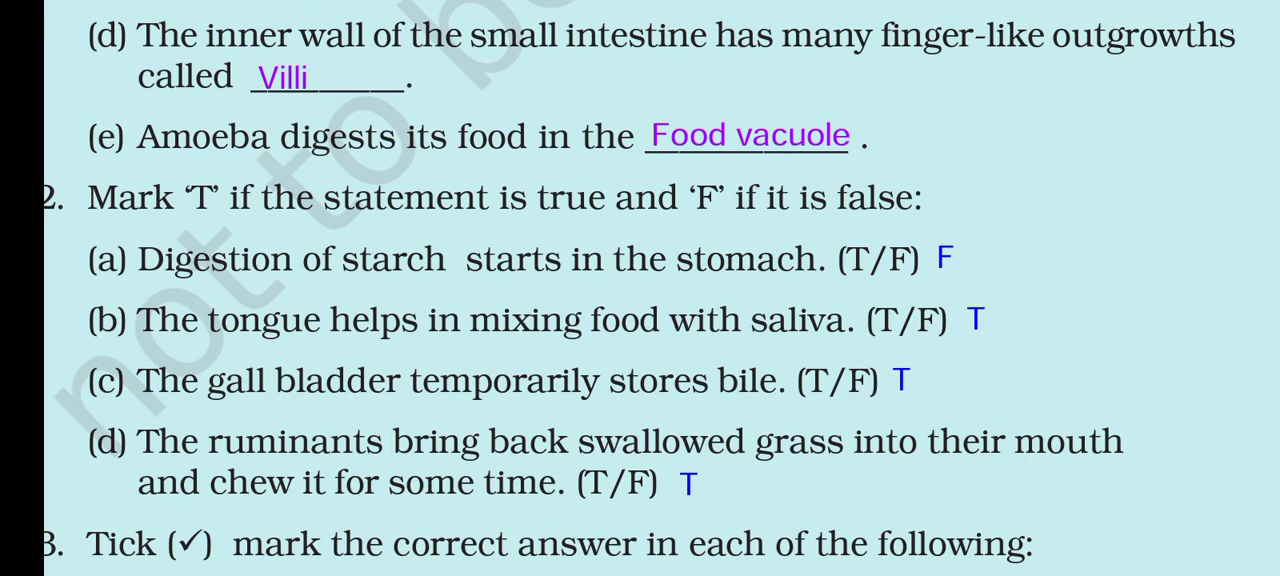 (d) The inner wall of the small intestine has many finger-like outgrowths
called Villi.
(e) Amoeba digests its food in the Food vacuole .
2. Mark ‘T’ if the statement is true and ‘F’ if it is false:
(a) Digestion of starch starts in the stomach. (T/F) F
(b) The tongue helps in mixing food with saliva. (T/F) T
(c) The gall bladder temporarily stores bile. (T/F) T
(d) The ruminants bring back swallowed grass into their mouth
and chew it for some time. (T/F) T
3. Tick (✓) mark the correct answer in each of the following:
not to be